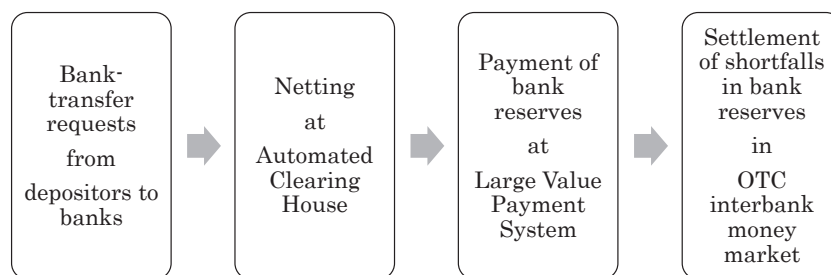 Bank-
transfer
requests
from
depositors to
banks
Netting
at
Automated
Clearing
House
Payment of
bank
reserves
at
Large Value
Payment
System
Settlement
of shortfalls
in bank
reserves
in
OTC
interbank
money
market